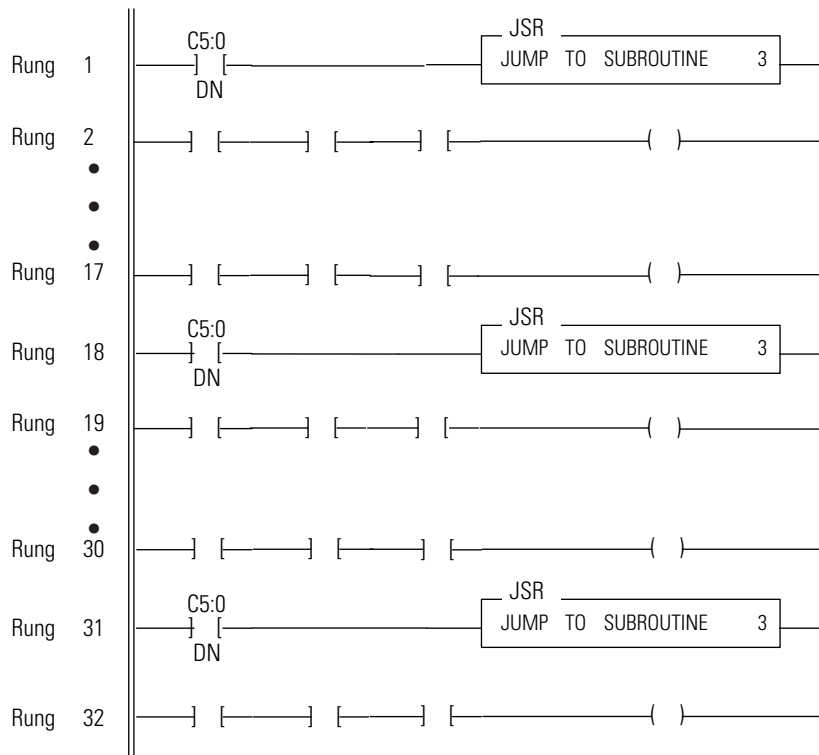 JSR
C5:0
Rung 1 ] [ JUMP TO SUBROUTINE 3
DN
Rung 2 ] [ ] [ ] [ ( )
•
•
•
Rung 17 ] [ ] [ ] [ ( )
JSR
C5:0
Rung 18 ] [ JUMP TO SUBROUTINE 3
DN
Rung 19 ] [ ] [ ] [ ( )
•
•
•
Rung 30 ] [ ] [ ] [ ( )
JSR
C5:0
Rung 31 ] [ JUMP TO SUBROUTINE 3
DN
Rung 32 ] [ ] [ ] [ ( )